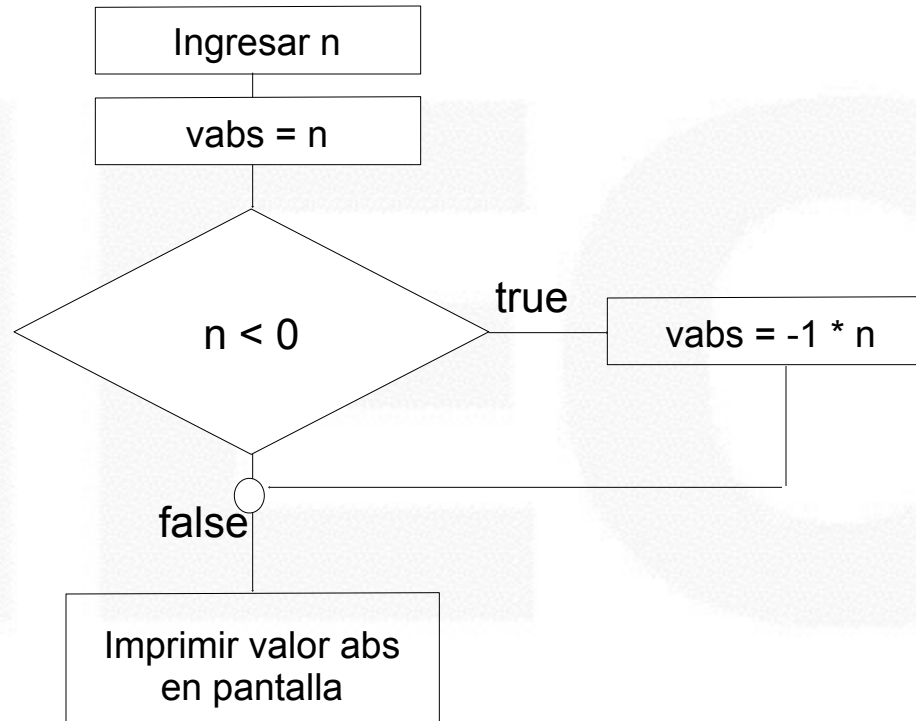 Ingresar n
vabs = n
n < 0
true
vabs = -1 * n
false
Imprimir valor abs
en pantalla